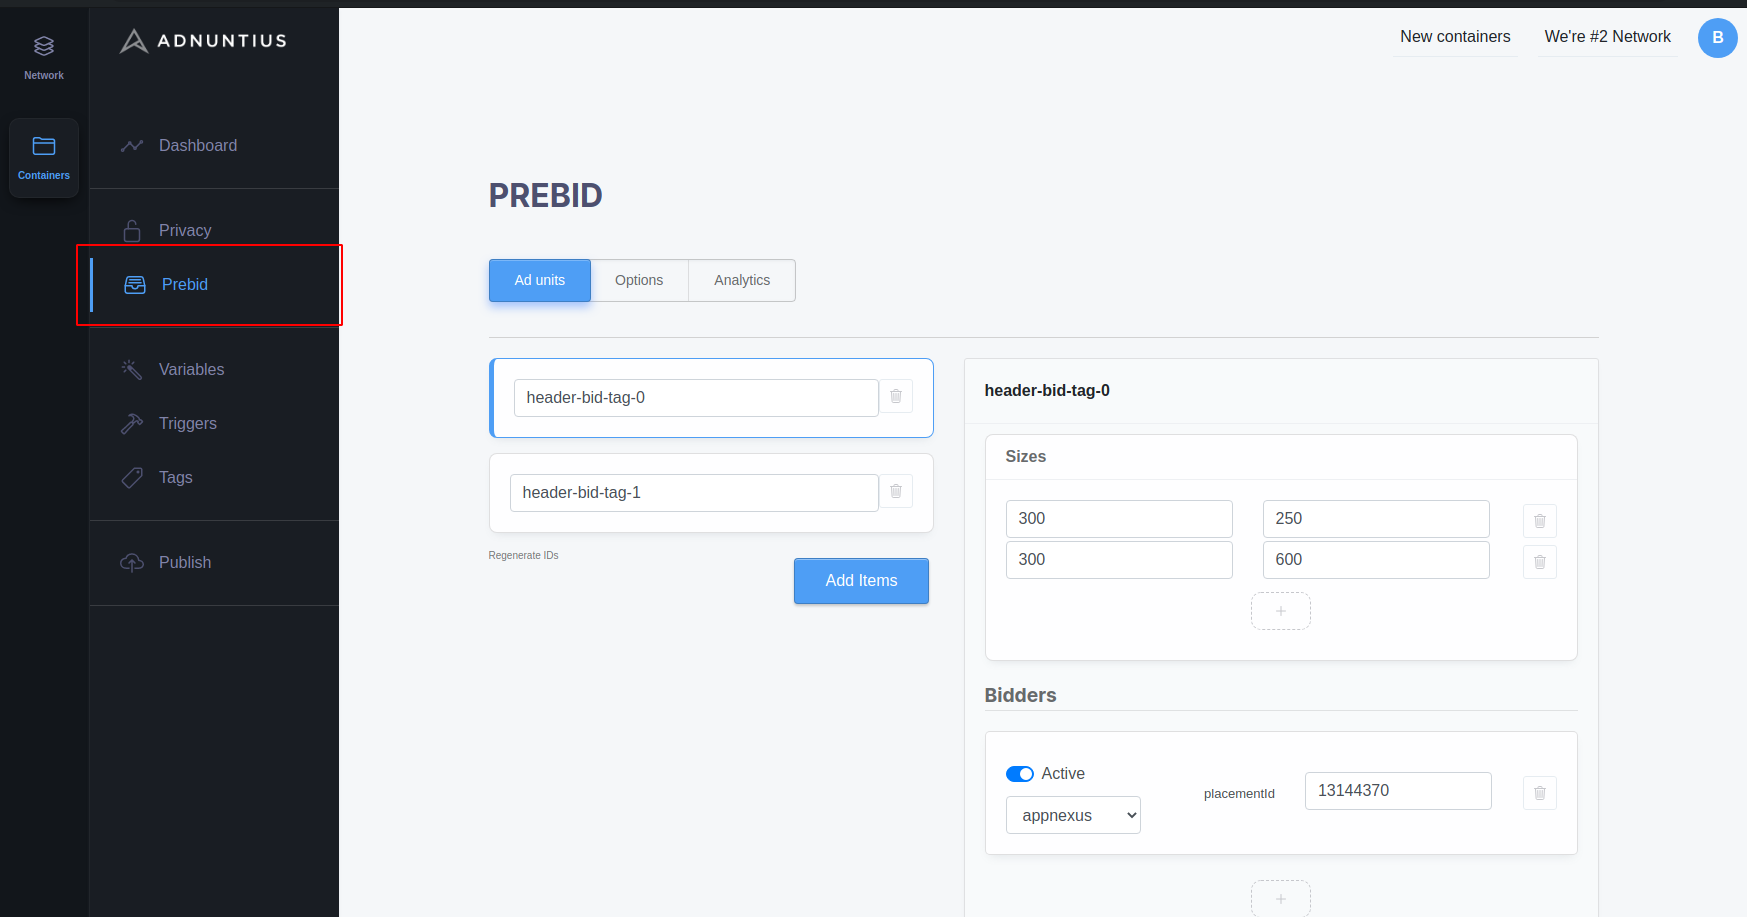 Network
Containers
ADNUNTIUS
Dashboard
Privacy
Prebid
Variables
Triggers
Tags
Publish
New containers
We're #2 Network
B
PREBID
Ad units
Options
Analytics
header-bid-tag-0
header-bid-tag-1
Regenerate IDs
Add Items
header-bid-tag-0
Sizes
300
250
300
600
+
Bidders
Active
appnexus
placementId
13144370
+